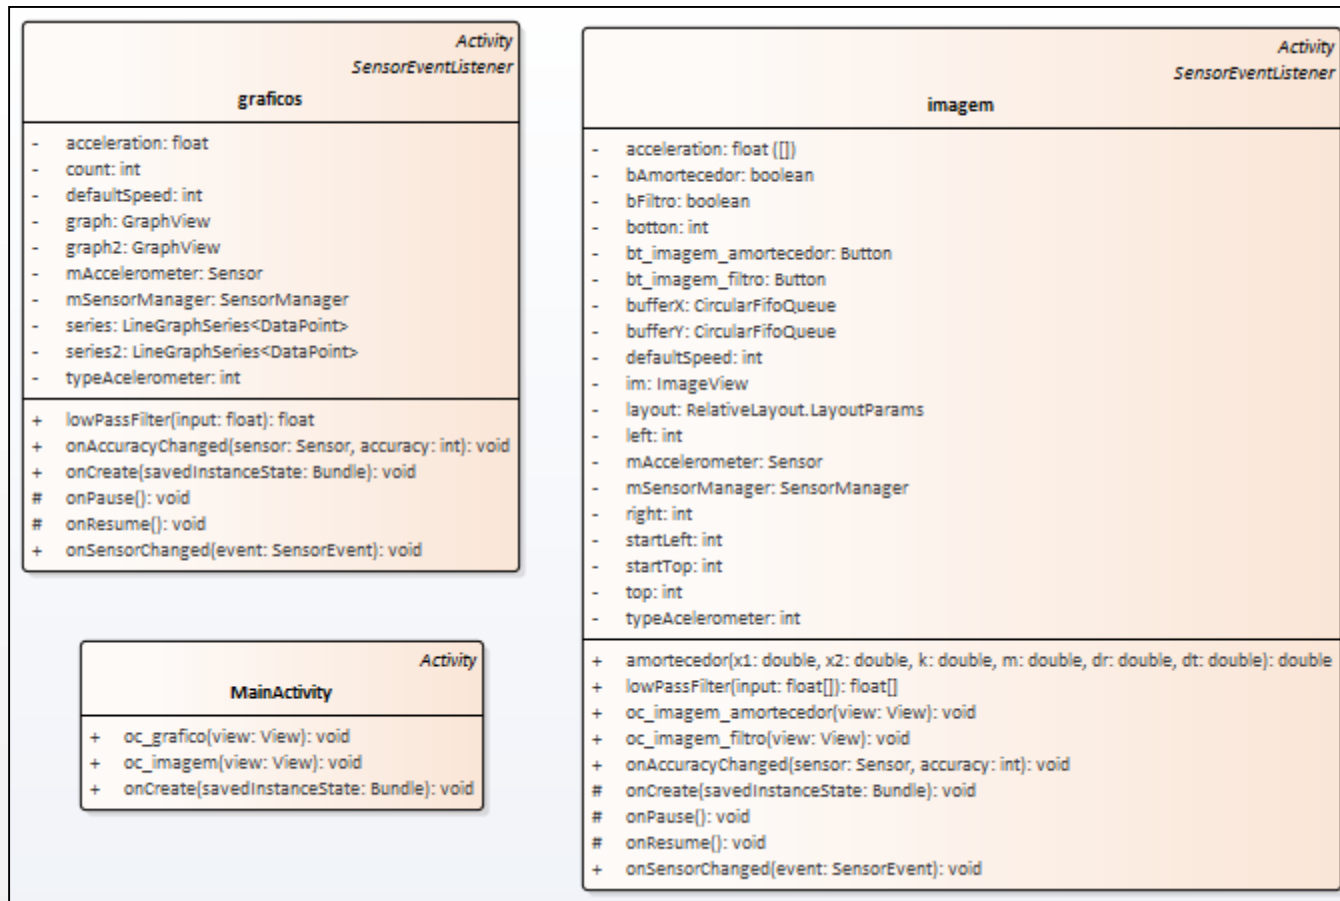 Activity
SensorEventListener
graficos
- acceleration: float
- count: int
- defaultSpeed: int
- graph: GraphView
- graph2: GraphView
- mAccelerometer: Sensor
- mSensorManager: SensorManager
- series: LineGraphSeries<DataPoint>
- series2: LineGraphSeries<DataPoint>
- typeAcelerometer: int
+ lowPassFilter(input: float): float
+ onAccuracyChanged(sensor: Sensor, accuracy: int): void
+ onCreate(savedInstanceState: Bundle): void
# onPause(): void
# onResume(): void
+ onSensorChanged(event: SensorEvent): void
Activity
MainActivity
+ oc_grafico(view: View): void
+ oc_imagem(view: View): void
+ onCreate(savedInstanceState: Bundle): void
Activity
SensorEventListener
imagem
- acceleration: float ([])
- bAmortecedor: boolean
- bFiltro: boolean
- botton: int
- bt_imagem_amortecedor: Button
- bt_imagem_filtro: Button
- bufferX: CircularFifoQueue
- bufferY: CircularFifoQueue
- defaultSpeed: int
- im: ImageView
- layout: RelativeLayout.LayoutParams
- left: int
- mAccelerometer: Sensor
- mSensorManager: SensorManager
- right: int
- startLeft: int
- startTop: int
- top: int
- typeAcelerometer: int
+ amortecedor(x1: double, x2: double, k: double, m: double, dr: double, dt: double): double
+ lowPassFilter(input: float[]): float[]
+ oc_imagem_amortecedor(view: View): void
+ oc_imagem_filtro(view: View): void
+ onAccuracyChanged(sensor: Sensor, accuracy: int): void
# onCreate(savedInstanceState: Bundle): void
# onPause(): void
# onResume(): void
+ onSensorChanged(event: SensorEvent): void